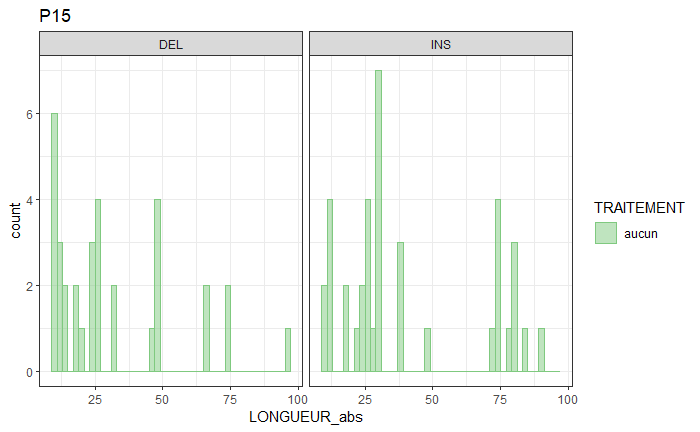 P15
DEL INS
count
6
4
2
0
25 50 75 100 25 50 75 100
LONGUEUR_abs
TRAITEMENT
aucun